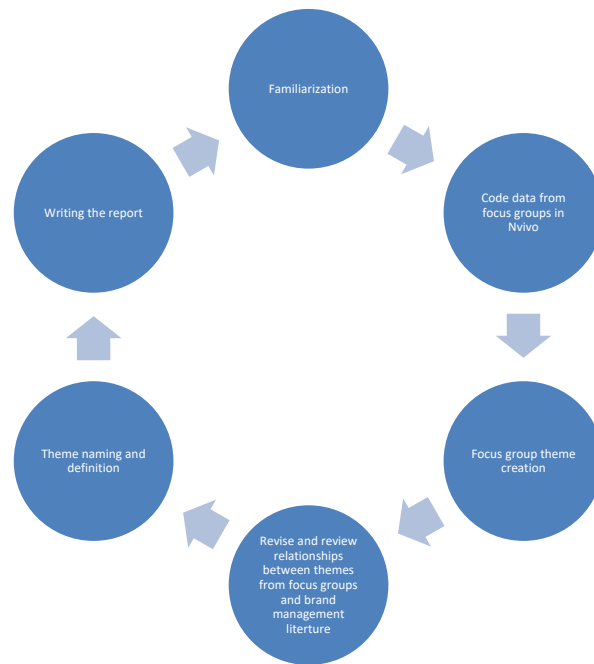 Familiarization
Code data from
focus groups in
Nvivo
Focus group theme
creation
Revise and review
relationships
between themes
from focus groups
and brand
management
literture
Theme naming and
definition
Writing the report